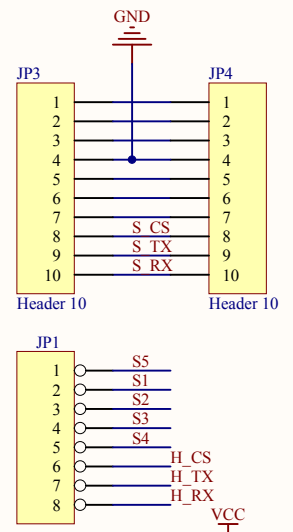 GND
JP3 JP4
1 1
2 2
3 3
4 4
5 5
6 6
7 7
8 S_CS 8
9 S_TX 9
10 S_RX 10
Header 10 Header 10
JP1
1 S5
2 S1
3 S2
4 S3
5 S4
6 H_CS
7 H_TX
8 H_RX
VCC